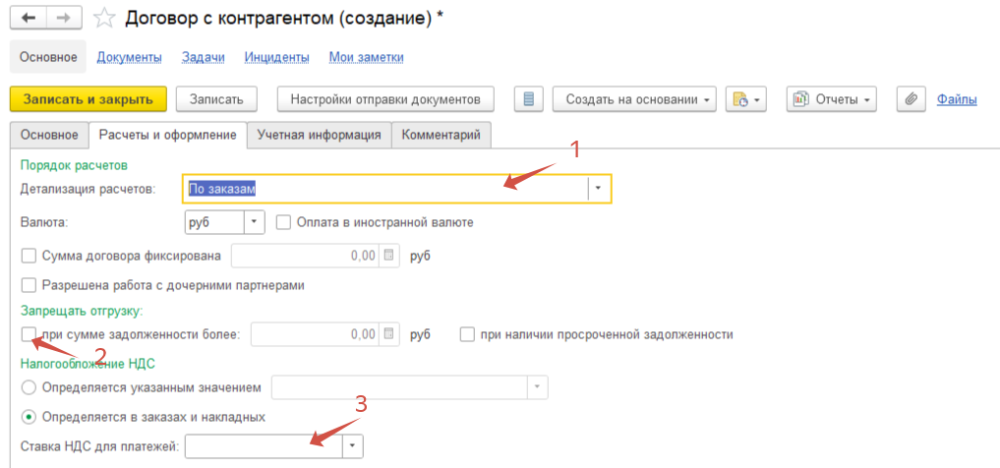 Договор с контрагентом (создание) *
Основное Документы Задачи Инциденты Мои заметки
Записать и закрыть Записать Настройки отправки документов Создать на основании Отчеты Файлы
Основное Расчеты и оформление Учетная информация Комментарий
1
Порядок расчетов
Детализация расчетов: По заказам
Валюта: руб Оплата в иностранной валюте
Сумма договора фиксирована 0,00 руб
Разрешена работа с дочерними партнерами
Запрещать отгрузку:
при сумме задолженности более: 0,00 руб при наличии просроченной задолженности
2
Налогообложение НДС
Определяется указанным значением
3
Определяется в заказах и накладных
Ставка НДС для платежей: